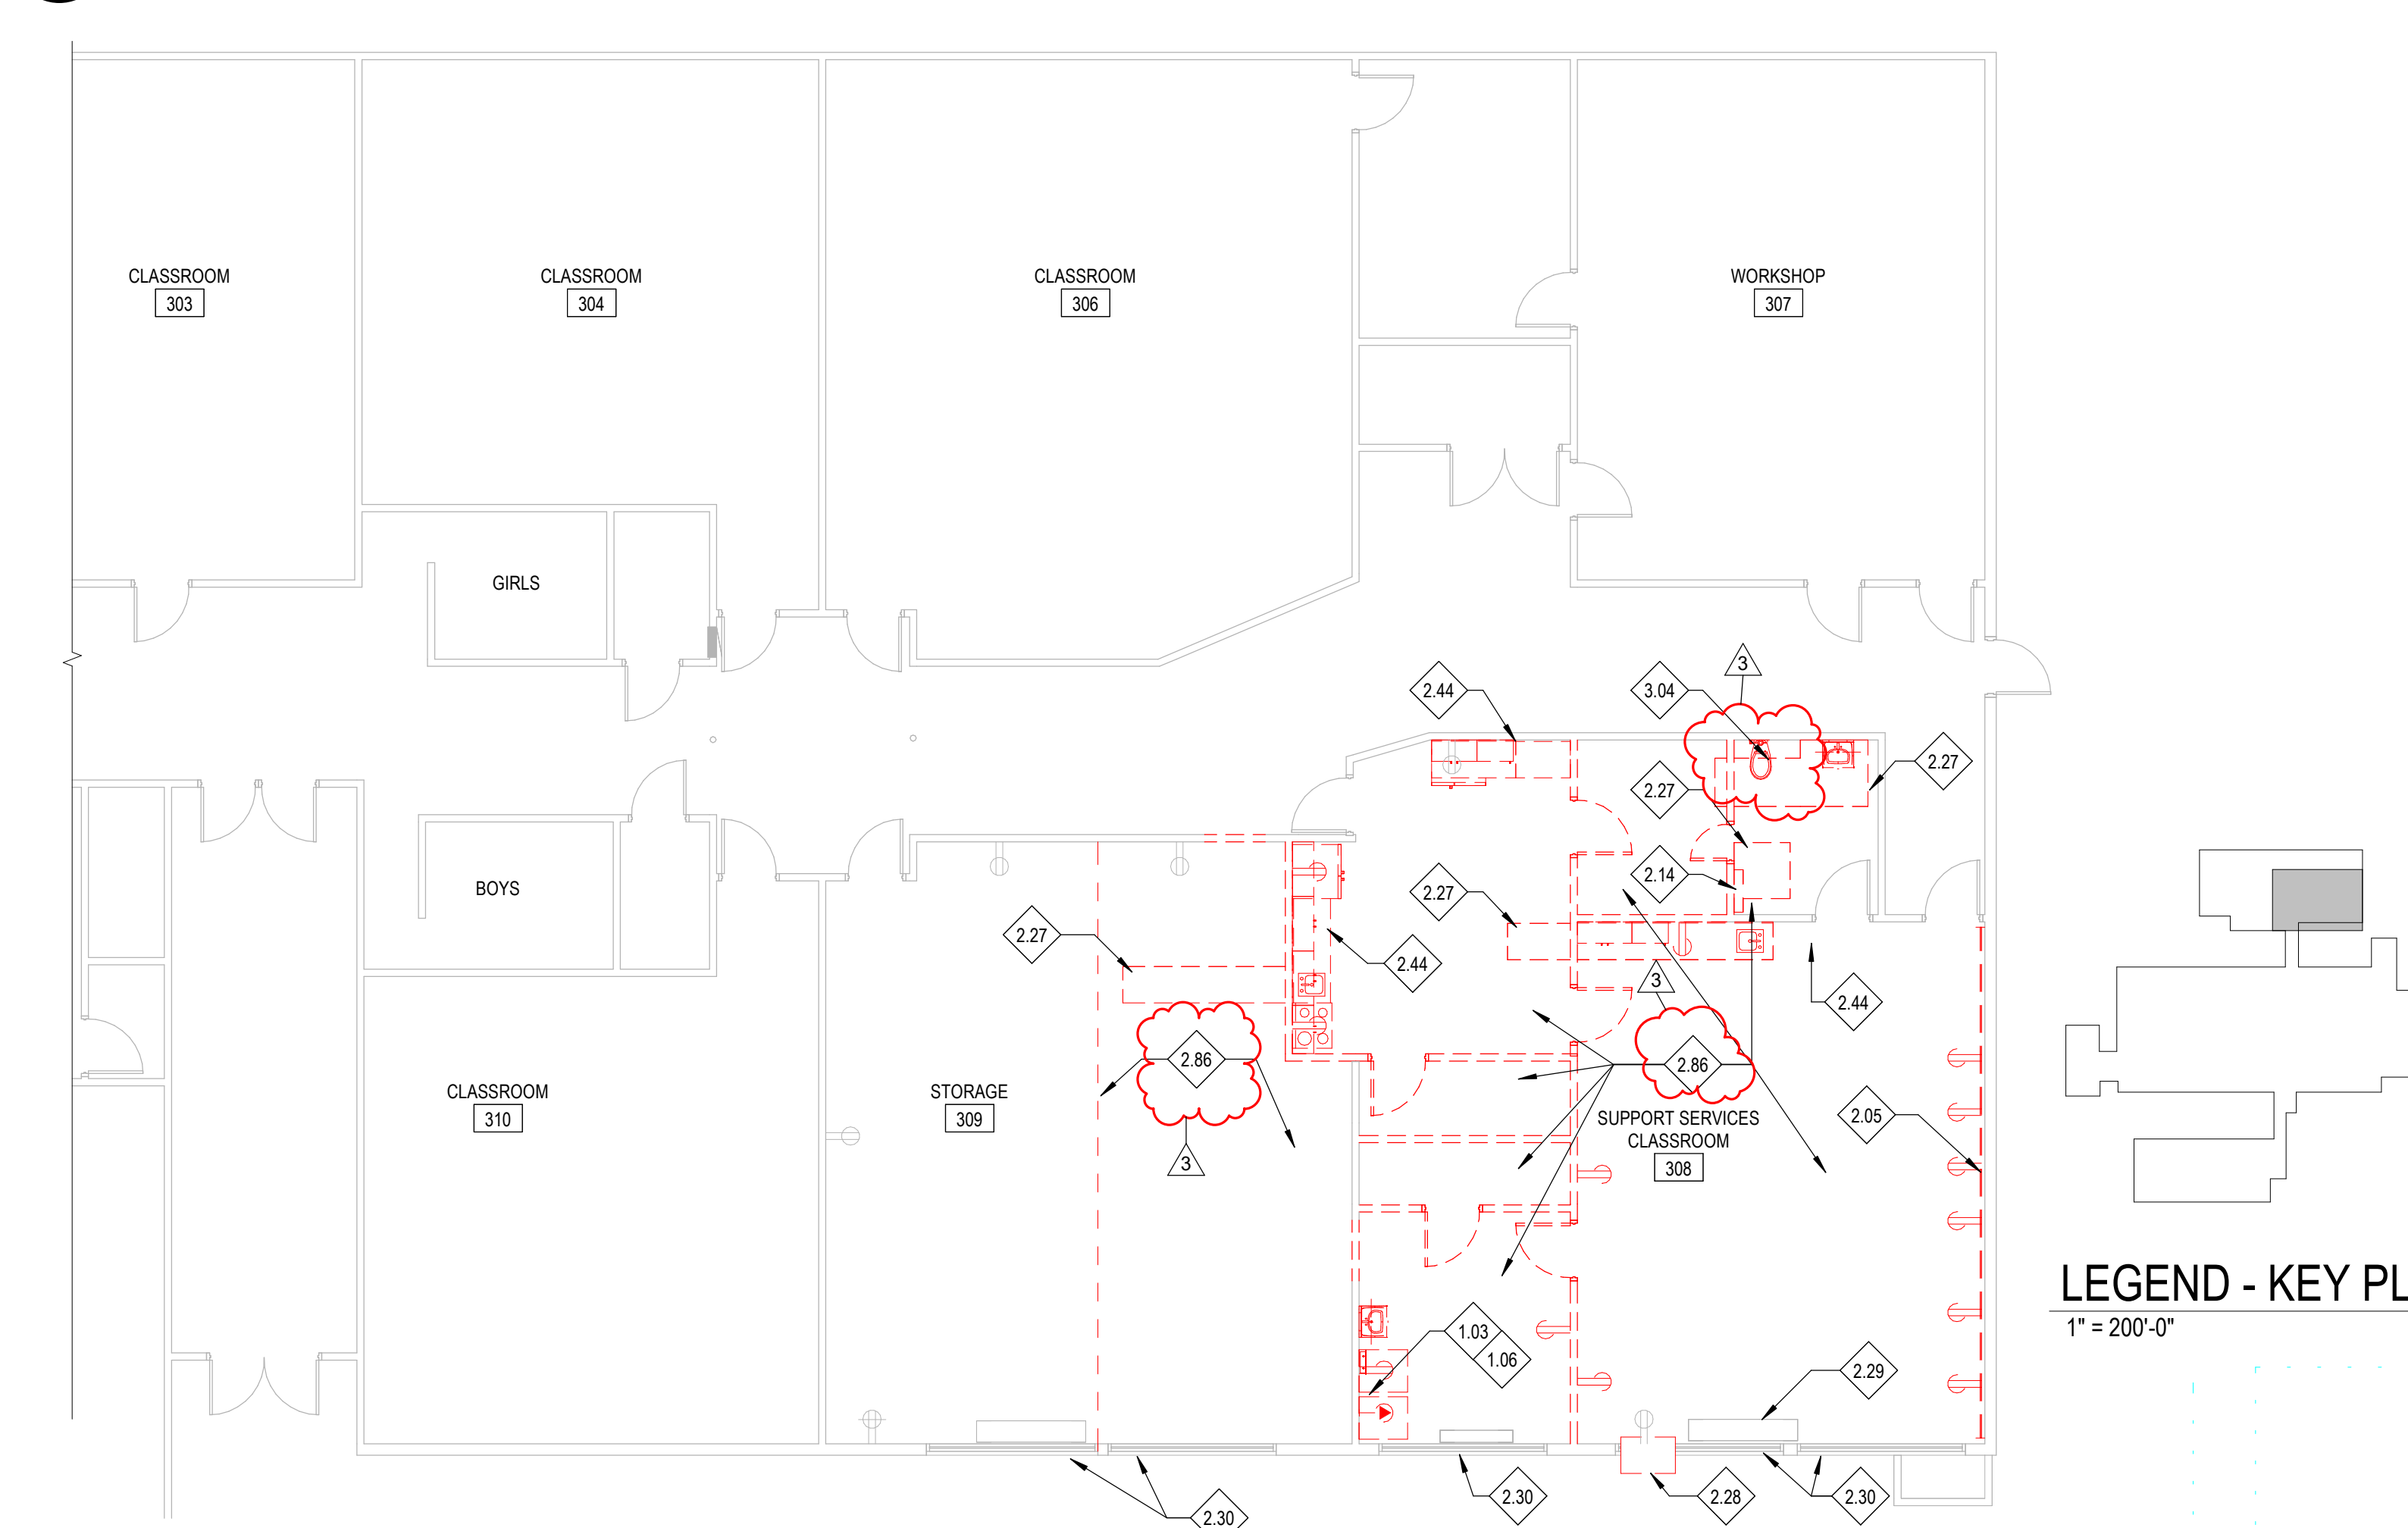 CLASSROOM
303
CLASSROOM
304
CLASSROOM
306
WORKSHOP
307
GIRLS
3
2.44
3.04
2.27
2.27
2.14
2.27
BOYS
2.27
2.44
3
2.44
2.86
2.86
CLASSROOM
310
STORAGE
309
2.05
SUPPORT SERVICES
CLASSROOM
308
3
LEGEND - KEY PL
1" = 200'-0"
1.03
1.06
2.29
2.30
2.30
2.28
2.30